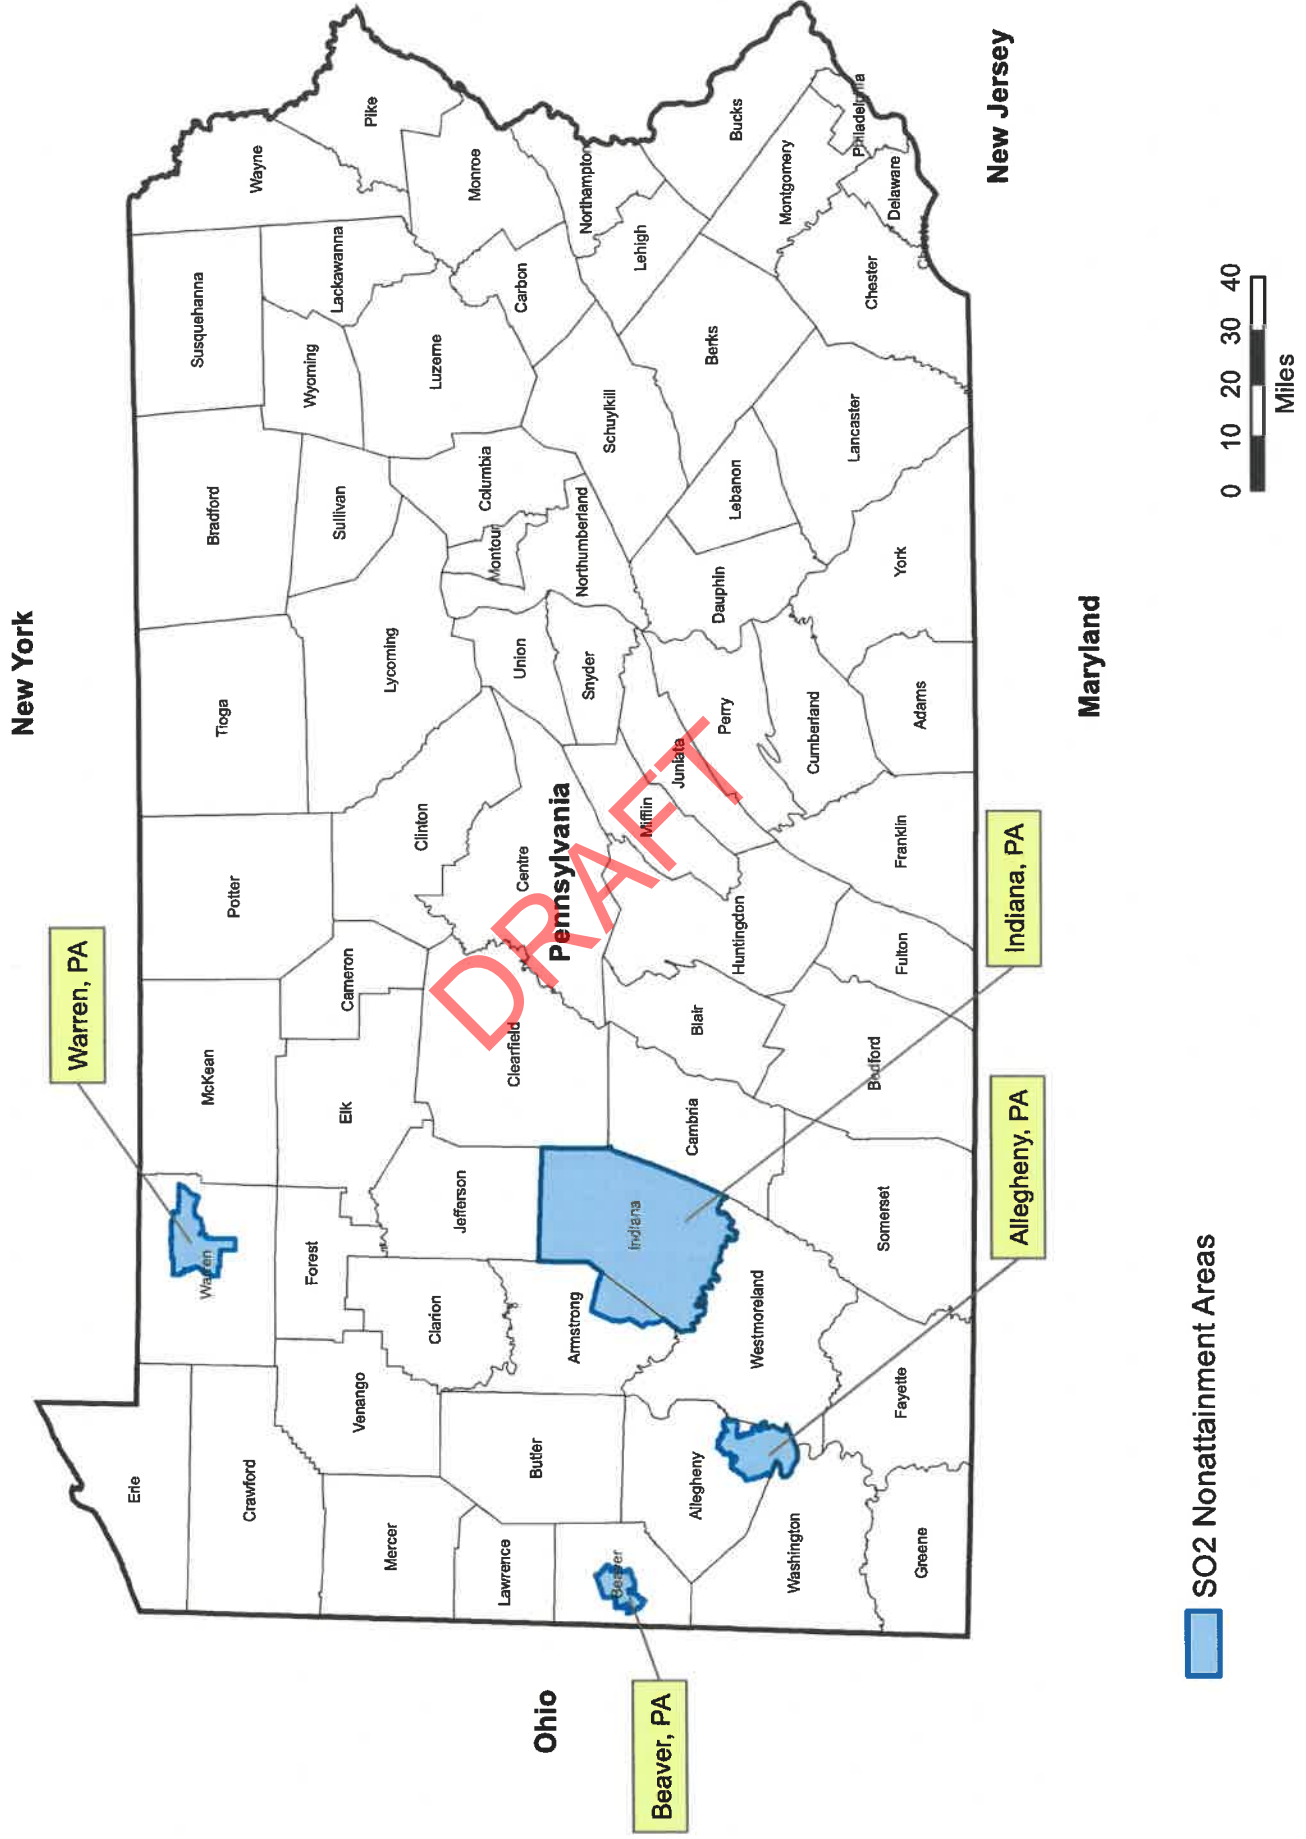 New York
Warren, PA
Erie
Warren
McKean
Potter
Tioga
Bradford
Susquehanna
Wayne
Crawford
Forest
Elk
Cameron
Sullivan
Wyoming
Lackawanna
Pike
Venango
Mercer
Clarion
Jefferson
Clinton
Lycoming
Luzerne
Monroe
Lawrence
Butler
Armstrong
Clearfield
Centre
Union
Montour
Columbia
Carbon
Northampton
Ohio
Pennsylvania
Beaver
Beaver, PA
Indiana
Snyder
Northumberland
Schuylkill
Lehigh
Allegheny
Cambria
Blair
Mifflin
Juniata
DRAFT
Huntingdon
Perry
Dauphin
Lebanon
Berks
Bucks
Montgomery
Philadelphia
Washington
Westmoreland
Cumberland
Lancaster
Chester
Delaware
Greene
Fayette
Somerset
Bedford
Fulton
Franklin
Adams
York
New Jersey
Allegheny, PA
Indiana, PA
Maryland
SO2 Nonattainment Areas
0 10 20 30 40
Miles